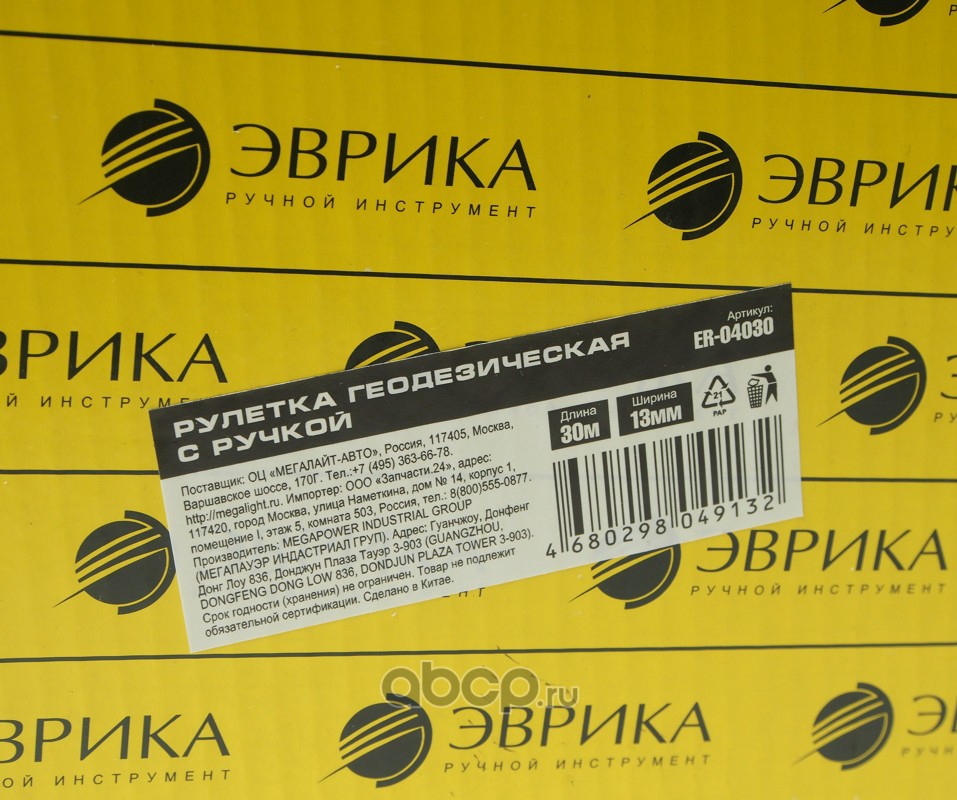 ЭВРИКА
РУЧНОЙ ИНСТРУМЕНТ
ЭВРИК
РУЧНОЙ ИНСТРУ
ВРИКА
Й ИНСТРУМЕ
РУЛЕТКА ГЕОДЕЗИЧЕСКАЯ
С РУЧКОЙ
Артикул:
ER-04030
Поставщик: ОЦ «МЕГАЛАЙТ-АВТО», Россия, 117405, Москва,
Варшавское шоссе, 170Г. Тел.:+7 (495) 363-66-78.
http://megalight.ru. Импортер: ООО «Запчасти.24», адрес:
117420, город Москва, улица Наметкина, дом № 14, корпус 1,
помещение I, этаж 5, комната 503, Россия, тел.: 8(800)555-0877.
Производитель: MEGAPOWER INDUSTRIAL GROUP
(МЕГАПАУЭР ИНДАСТРИАЛ ГРУП). Адрес: Гуанчжоу, Донфенг
Донг Лоу 836, Донджун Плаза Тауэр 3-903 (GUANGZHOU,
DONGFENG DONG LOW 836, DONDJUN PLAZA TOWER 3-903).
Срок годности (хранения) не ограничен. Товар не подлежит
обязательной сертификации. Сделано в Китае.
Длина
30м
Ширина
13мм
21
PAP
4 680298 049132
ЭВРИКА
РУЧНОЙ ИНСТРУМЕНТ
abcp.ru
ВРИКА
РУЧНОЙ ИНСТРУМЕНТ
ЭВРИКА
РУЧНОЙ ИНСТРУМЕНТ